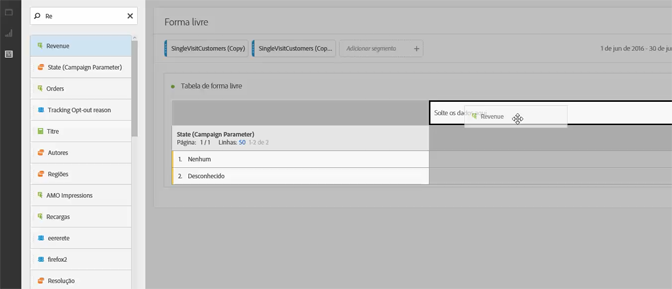 Re
Revenue
State (Campaign Parameter)
Orders
Tracking Opt-out reason
Titre
Autores
Regiões
AMO Impressions
Recargas
eererete
firefox2
Resolução
Forma livre
SingleVisitCustomers (Copy)
SingleVisitCustomers (Cop...
Adicionar segmento
1 de jun de 2016 - 30 de ju
Tabela de forma livre
Solte os da
Revenue
State (Campaign Parameter)
Página: 1 / 1 Linhas: 50 1-2 de 2
1. Nenhum
2. Desconhecido